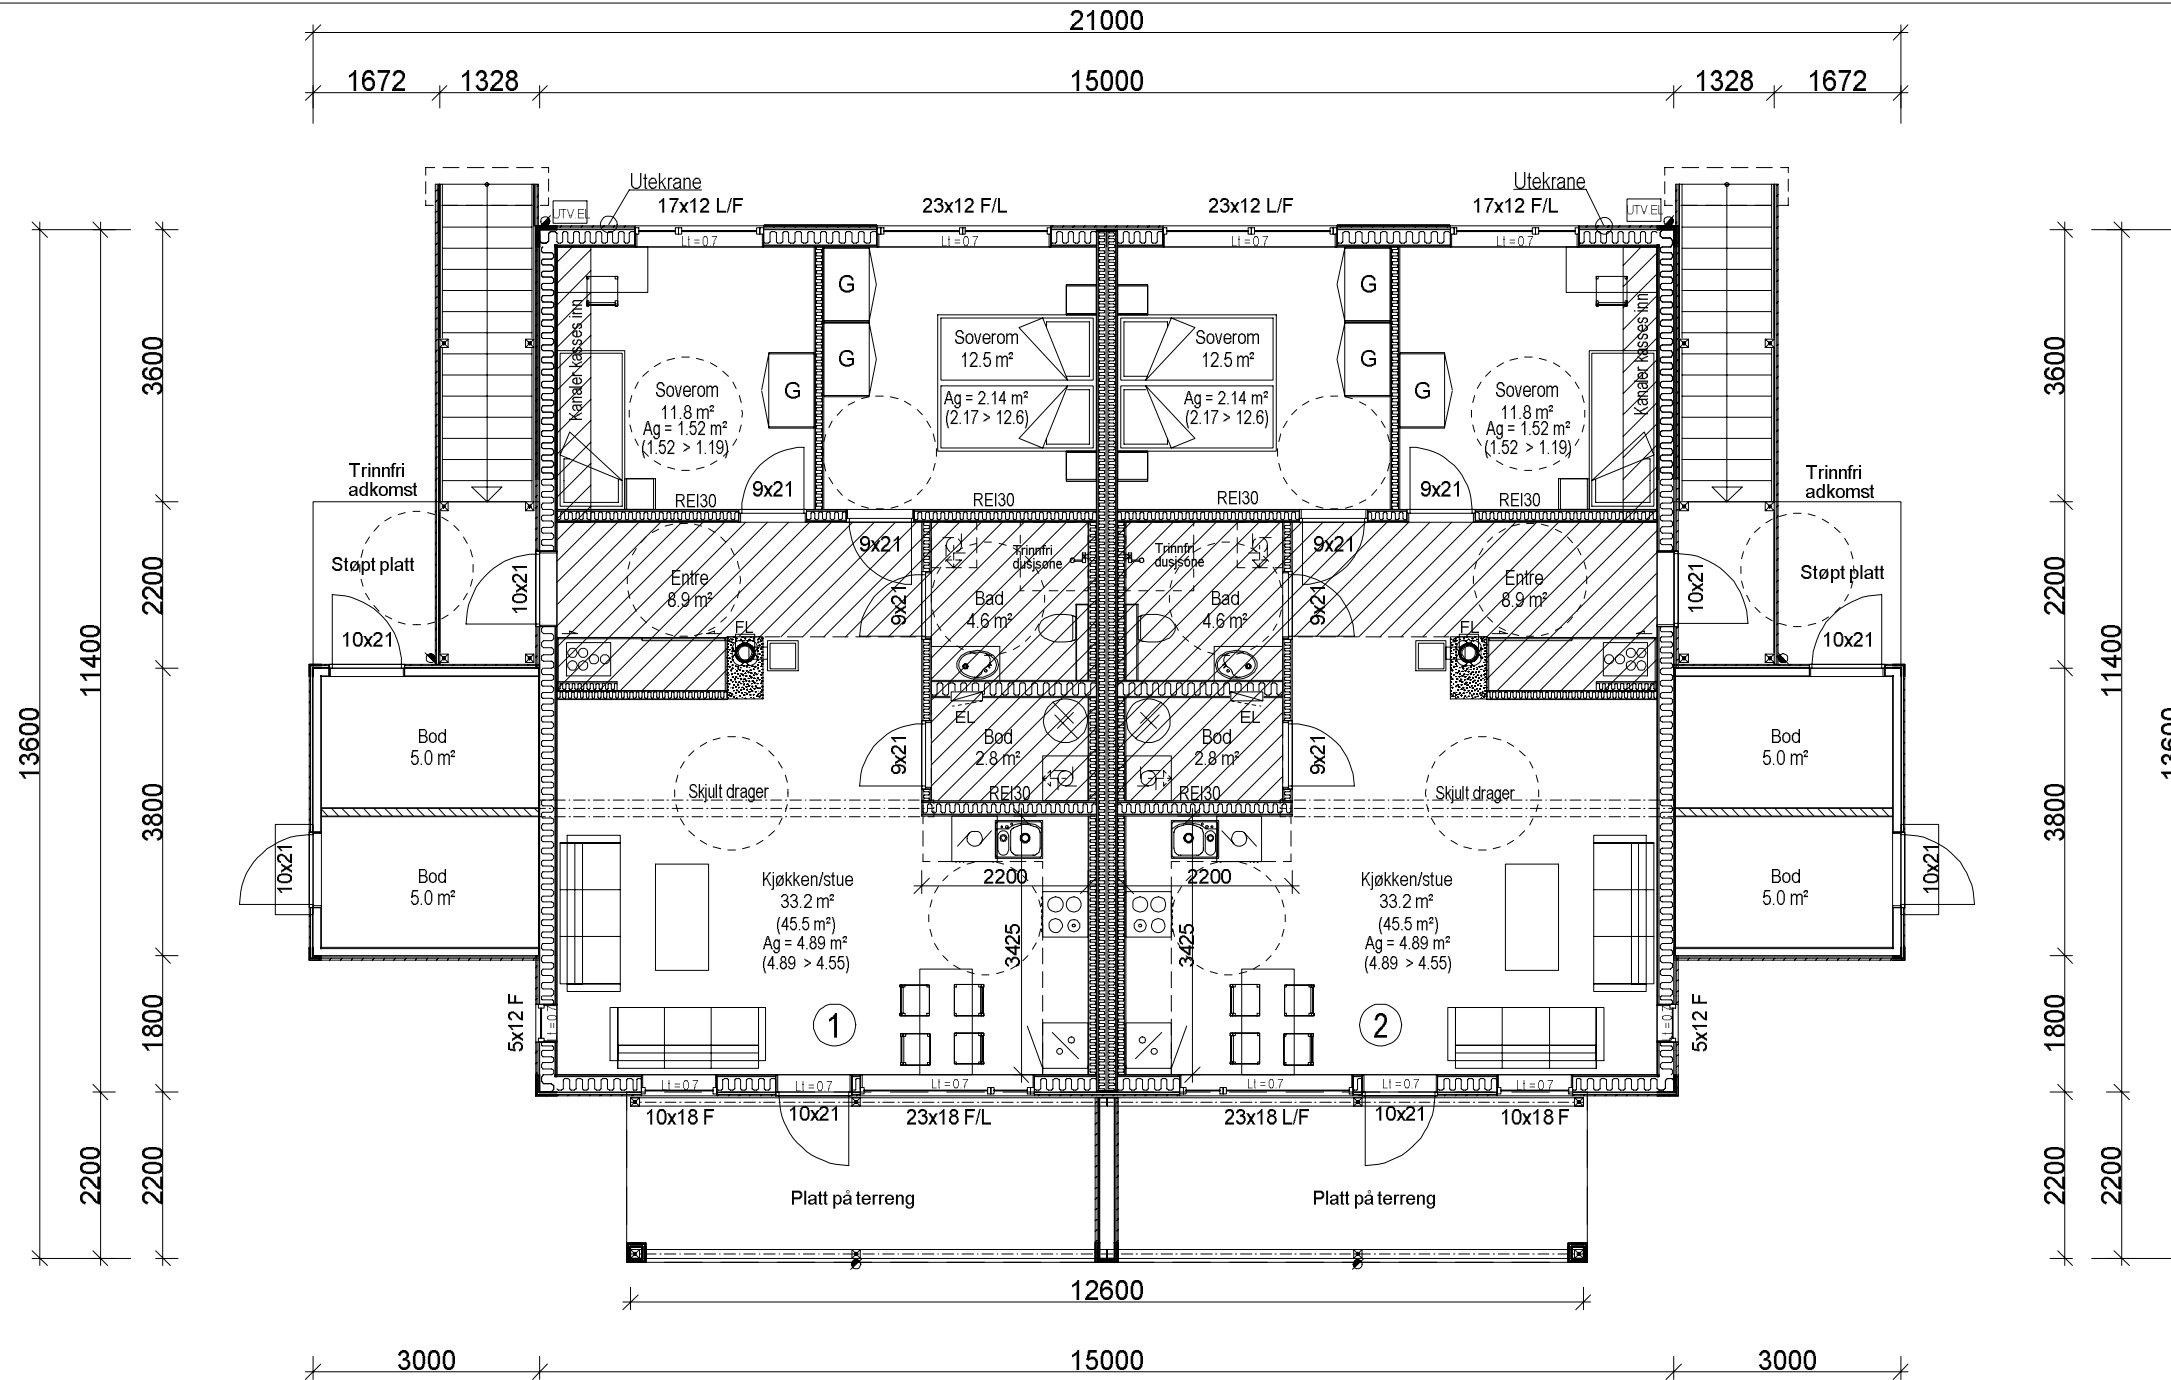 21000
1672 1328 15000 1328 1672
Utekrane Utekrane
UTV.EL UTV.EL
17x12 L/F 23x12 F/L 23x12 L/F 17x12 F/L
Lt=0.7 Lt=0.7 Lt=0.7 Lt=0.7
G G
Kanaler kasses inn Kanaler kasses inn
Soverom Soverom
12.5 m² 12.5 m²
G G
Soverom Soverom
11.8 m² G G 11.8 m²
Ag = 2.14 m² Ag = 2.14 m²
(2.17 > 12.6) (2.17 > 12.6)
Ag = 1.52 m² Ag = 1.52 m²
(1.52 > 1.19) (1.52 > 1.19)
3600 3600
Trinnfri Trinnfri
adkomst adkomst
9x21 9x21
REI30 REI30 REI30 REI30
9x21 9x21
Trinnfri Trinnfri
dusjsone dusjsone
Støpt platt Støpt platt
10x21 10x21
Entre Entre
8.9 m² 8.9 m²
9x21 9x21
Bad Bad
4.6 m² 4.6 m²
2200 2200
10x21 FL FL 10x21
11400 11400
13600 13600
EL EL
Bod Bod
5.0 m² 5.0 m²
Bod Bod
2.8 m² 2.8 m²
9x21 9x21
Skjult drager Skjult drager
REI30 REI30
3800 3800
10x21 10x21
Bod Bod
5.0 m² 5.0 m²
2200 2200
Kjøkken/stue Kjøkken/stue
33.2 m² 33.2 m²
(45.5 m²) (45.5 m²)
Ag = 4.89 m² Ag = 4.89 m²
(4.89 > 4.55) (4.89 > 4.55)
3425 3425
1800 1800
5x12 F 5x12 F
Lt=0.7 Lt=0.7
1 2
Lt=0.7 Lt=0.7 Lt=0.7 Lt=0.7 Lt=0.7 Lt=0.7
10x18 F 10x21 23x18 F/L 23x18 L/F 10x21 10x18 F
2200 2200 2200 2200
Platt på terreng Platt på terreng
12600
3000 15000 3000